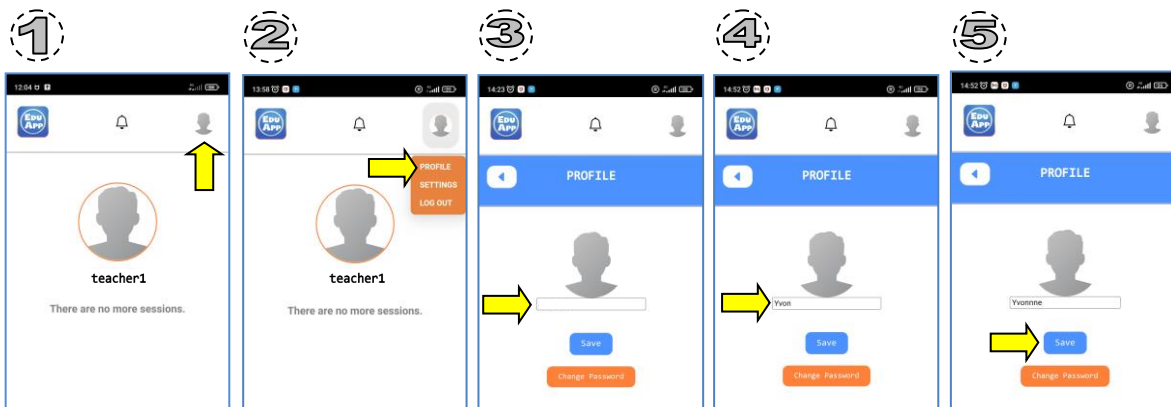 1
12:04
EDU
APP
teacher1
There are no more sessions.
2
13:58
EDU
APP
PROFILE
SETTINGS
LOG OUT
teacher1
There are no more sessions.
3
14:23
EDU
APP
PROFILE
Save
Change Password
4
14:52
EDU
APP
PROFILE
Yvon
Save
Change Password
5
14:52
EDU
APP
PROFILE
Yvonnne
Save
Change Password